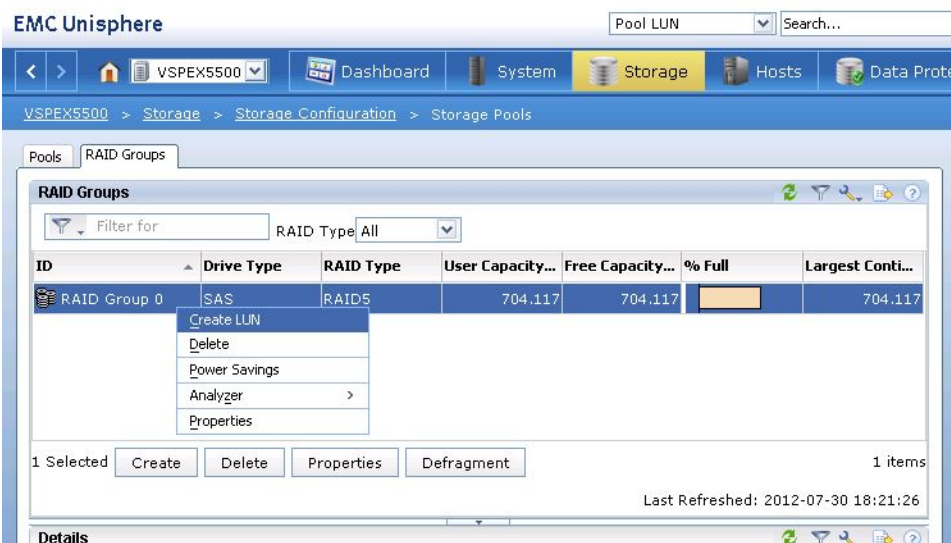 EMC Unisphere
Pool LUN Search...
VSPEX5500 Dashboard System Storage Hosts Data Prote
VSPEX5500 > Storage > Storage Configuration > Storage Pools
Pools RAID Groups
RAID Groups
Filter for RAID Type All
ID Drive Type RAID Type User Capacity... Free Capacity... % Full Largest Conti...
RAID Group 0 SAS RAID5 704.117 704.117 704.117
Create LUN
Delete
Power Savings
Analyzer >
Properties
1 Selected Create Delete Properties Defragment 1 items
Last Refreshed: 2012-07-30 18:21:26
Details